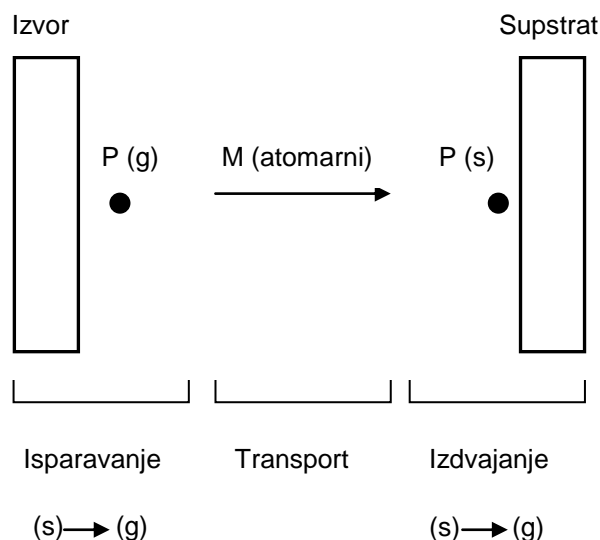 Izvor Supstrat
P (g) M (atomarni) P (s)
Isparavanje Transport Izdvajanje
(s) (g) (s) (g)